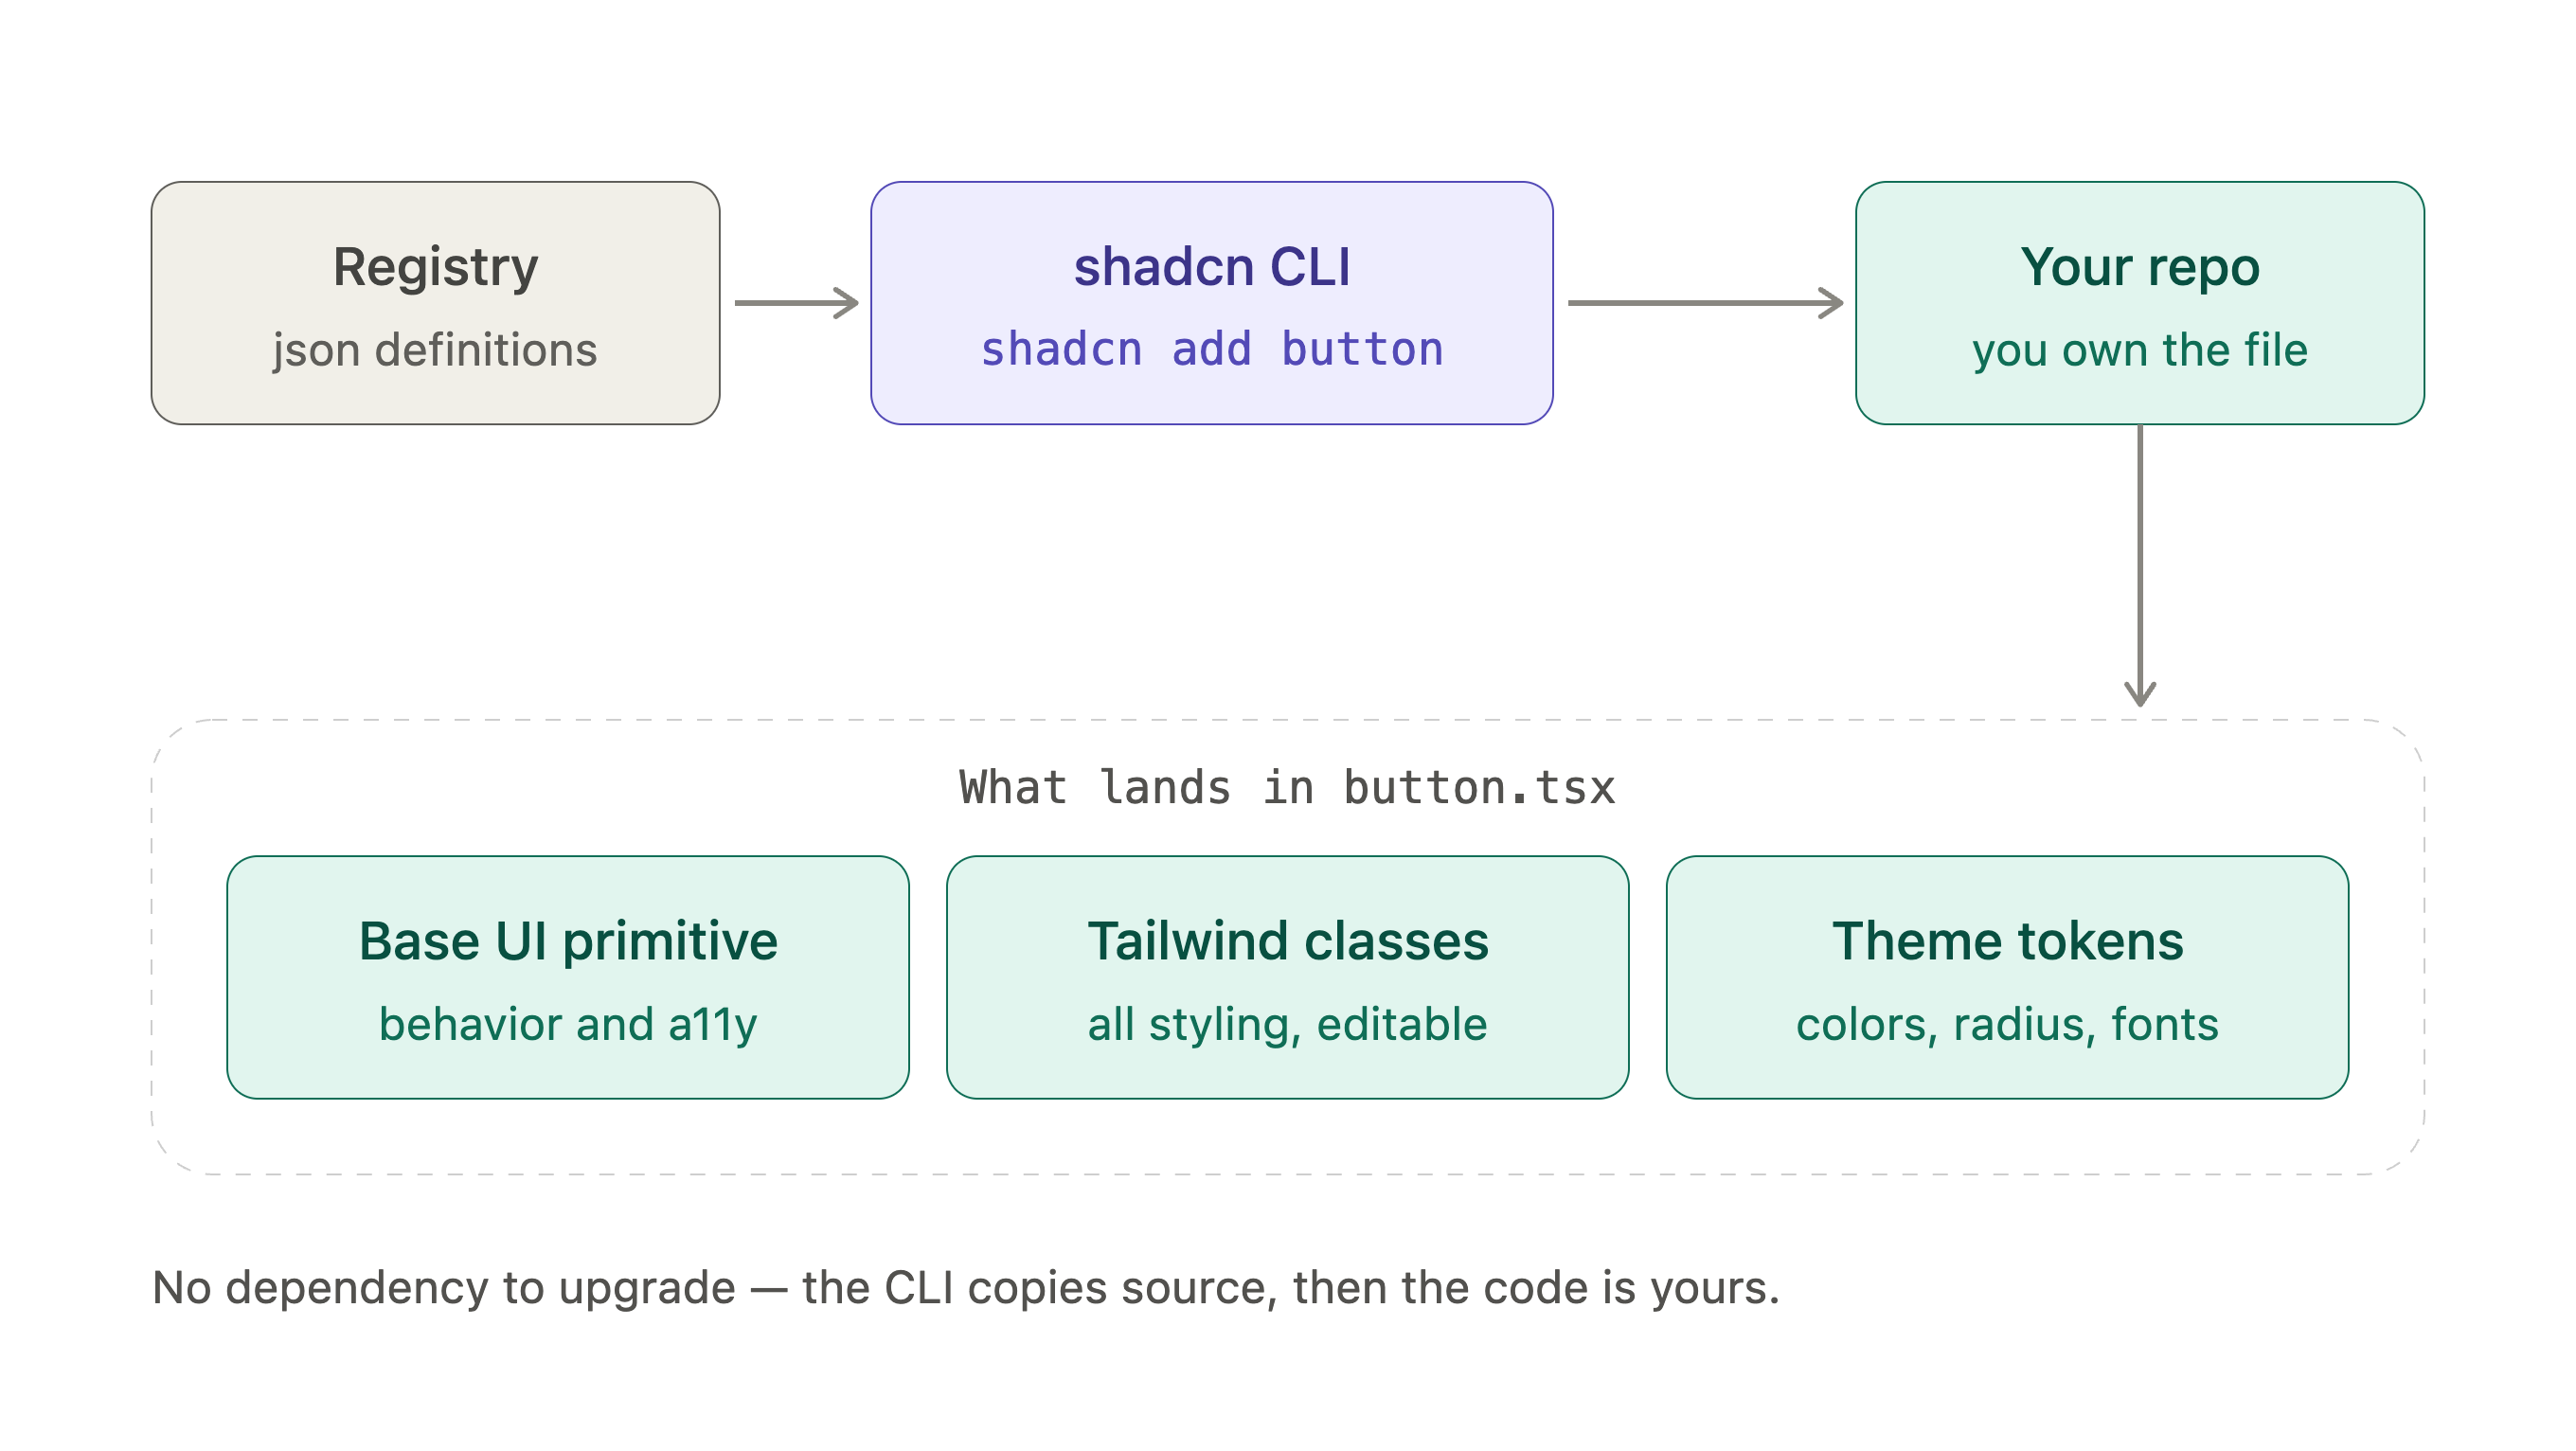 Registry
json definitions
shadcn CLI
shadcn add button
Your repo
you own the file
What lands in button.tsx
Base UI primitive
behavior and a11y
Tailwind classes
all styling, editable
Theme tokens
colors, radius, fonts
No dependency to upgrade — the CLI copies source, then the code is yours.